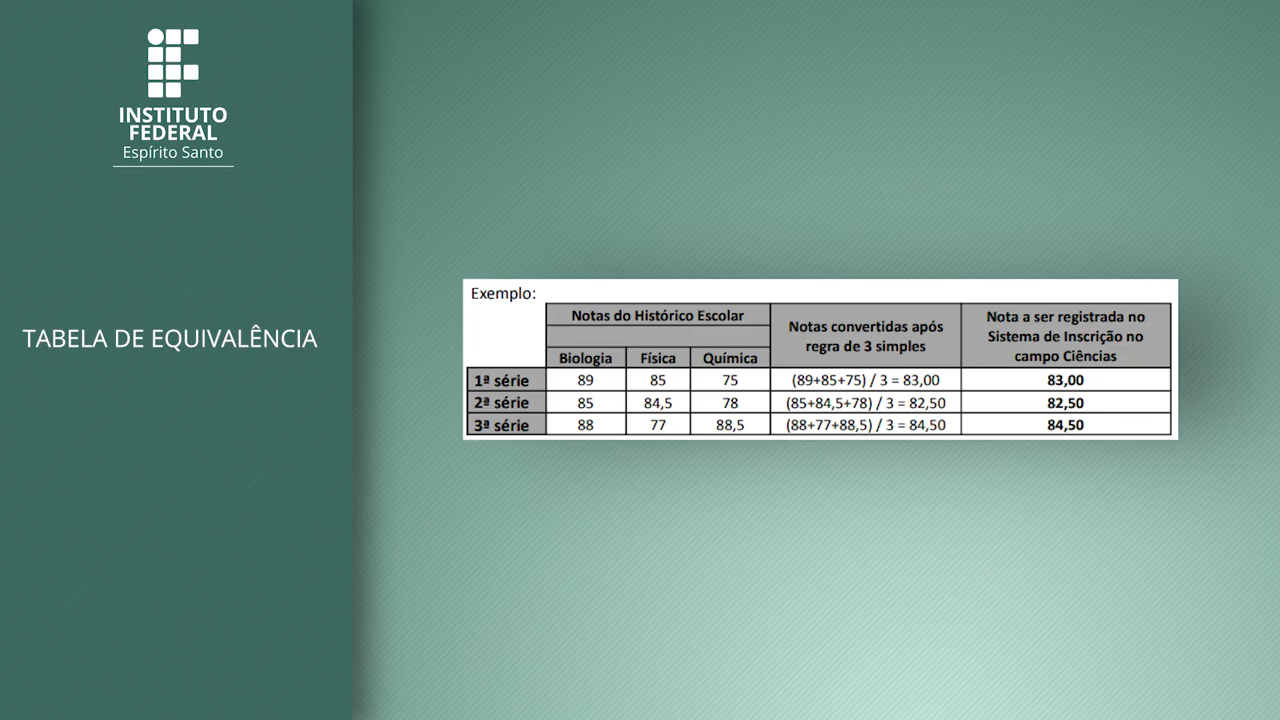 INSTITUTO
FEDERAL
Espírito Santo
TABELA DE EQUIVALÊNCIA
Exemplo:
Notas do Histórico Escolar
Notas convertidas após
regra de 3 simples
Nota a ser registrada no
Sistema de Inscrição no
campo Ciências
Biologia Física Química
1ª série 89 85 75 (89+85+75) / 3 = 83,00 83,00
2ª série 85 84,5 78 (85+84,5+78) / 3 = 82,50 82,50
3ª série 88 77 88,5 (88+77+88,5) / 3 = 84,50 84,50